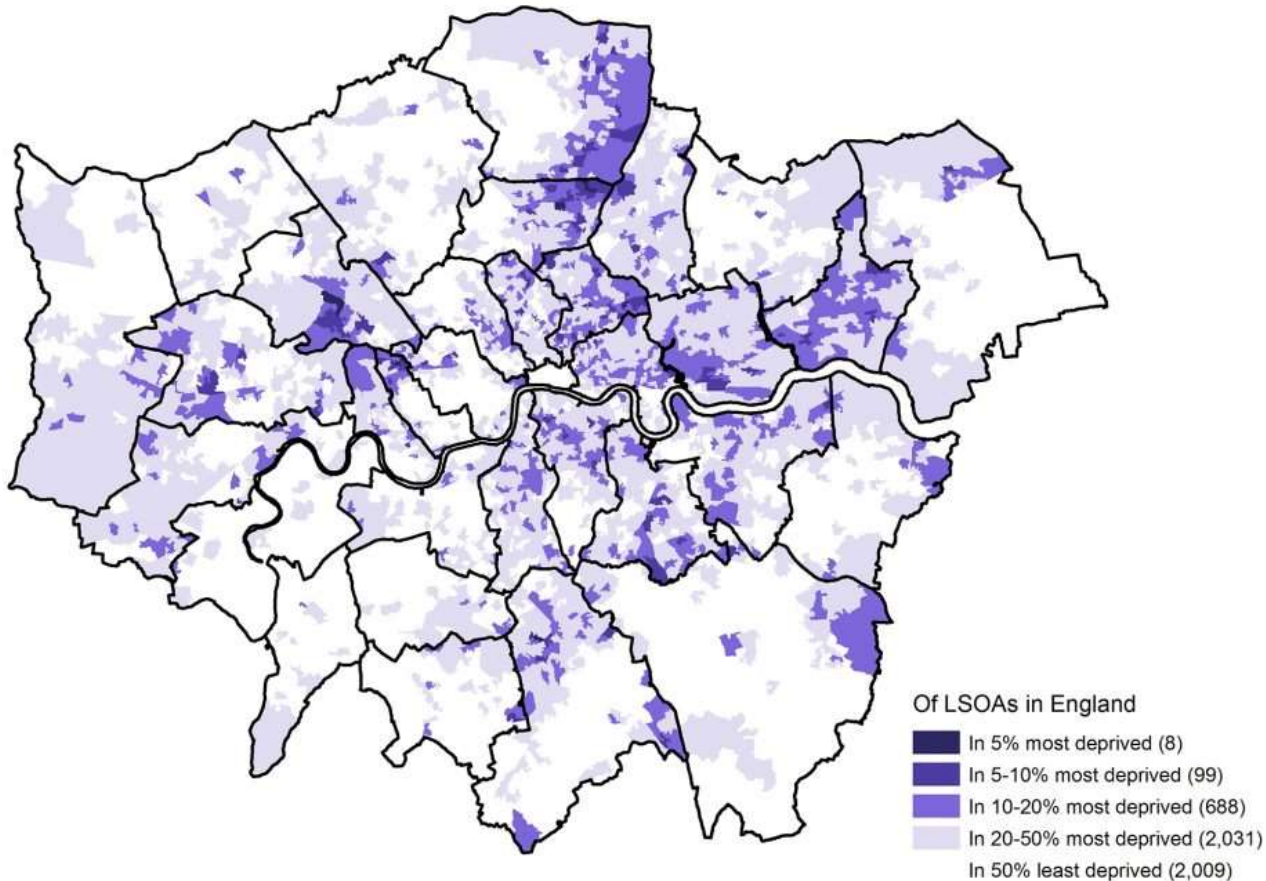 Of LSOAs in England
In 5% most deprived (8)
In 5-10% most deprived (99)
In 10-20% most deprived (688)
In 20-50% most deprived (2,031)
In 50% least deprived (2,009)